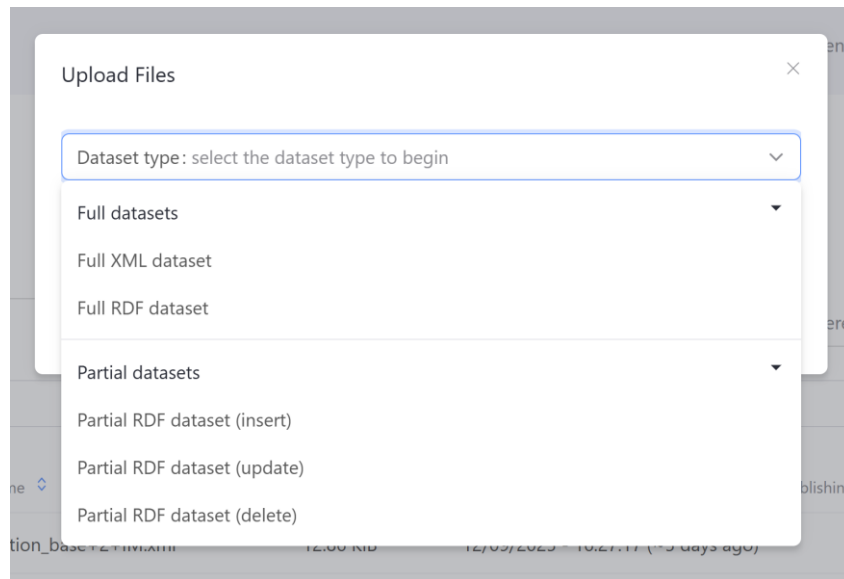 Upload Files
Dataset type: select the dataset type to begin
Full datasets
Full XML dataset
Full RDF dataset
Partial datasets
Partial RDF dataset (insert)
Partial RDF dataset (update)
Partial RDF dataset (delete)